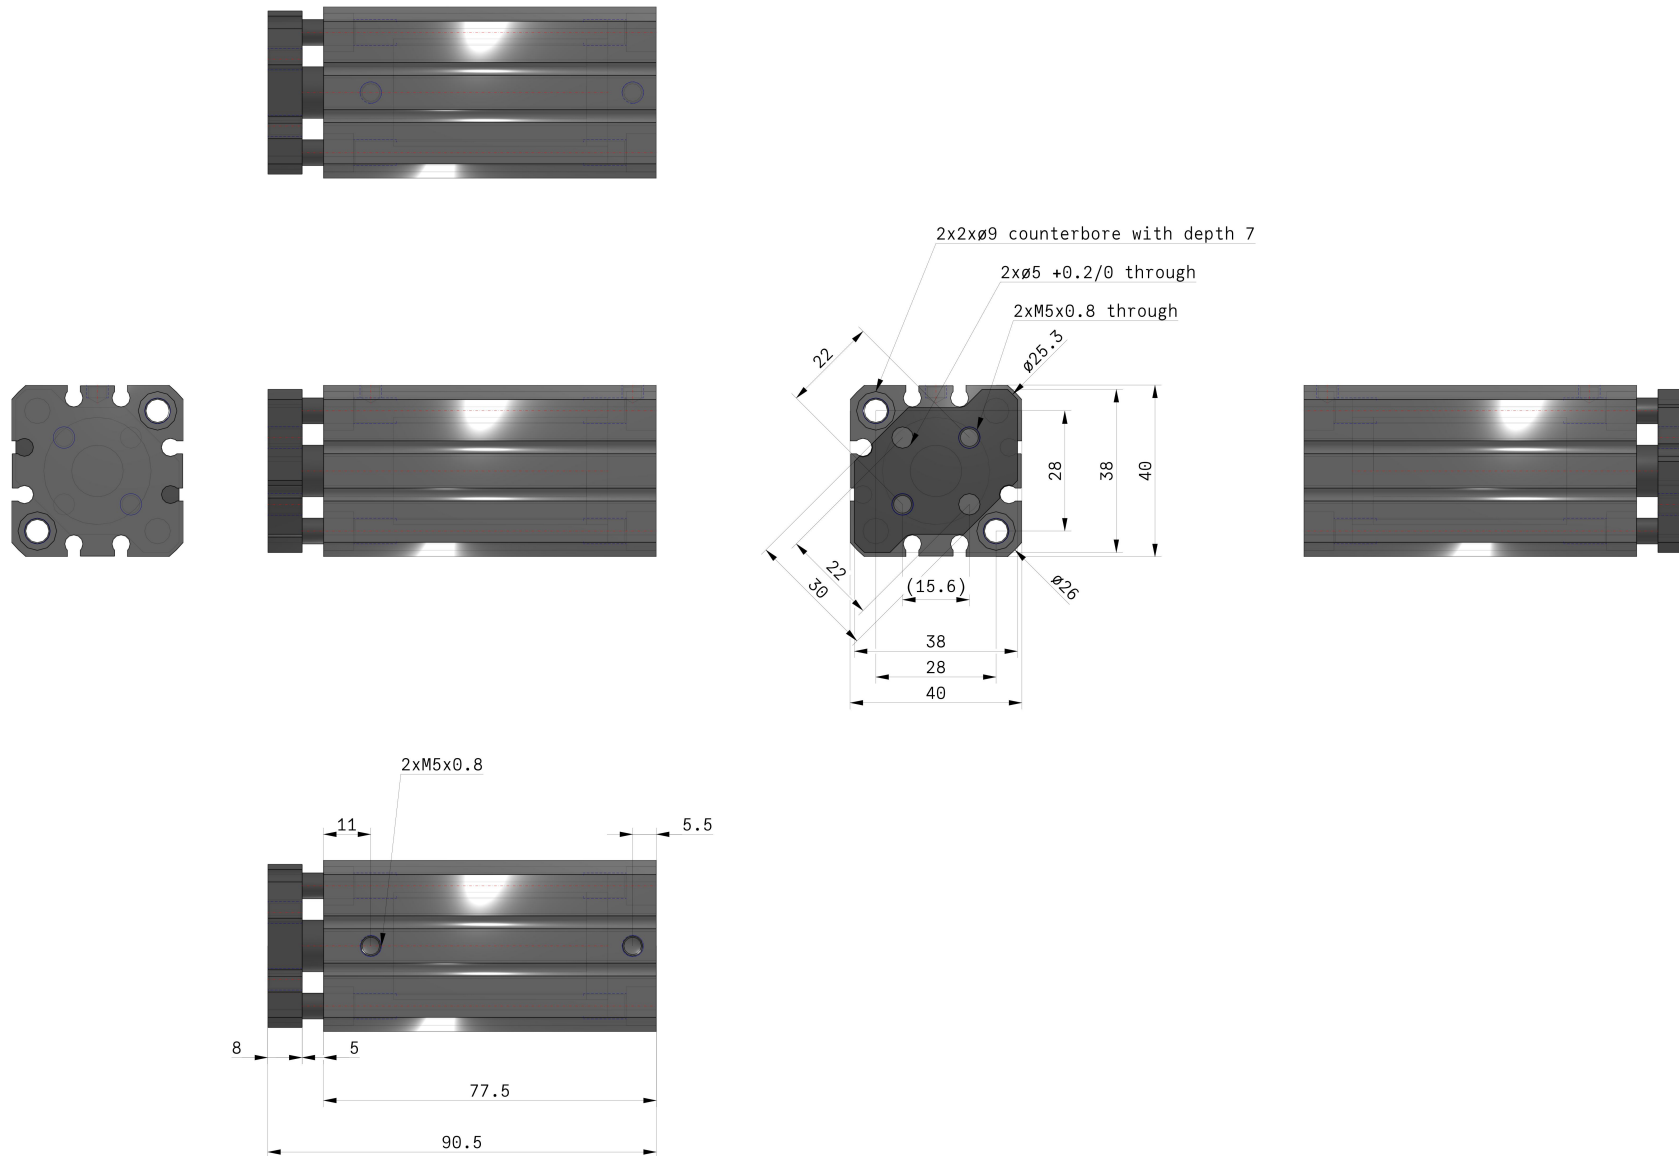 2x2xø9 counterbore with depth 7
2xø5 +0.2/0 through
2xM5x0.8 through
ø25.3
22
28
38
40
22
30
(15.6)
ø26
38
28
40
2xM5x0.8
11
5.5
8
5
77.5
90.5